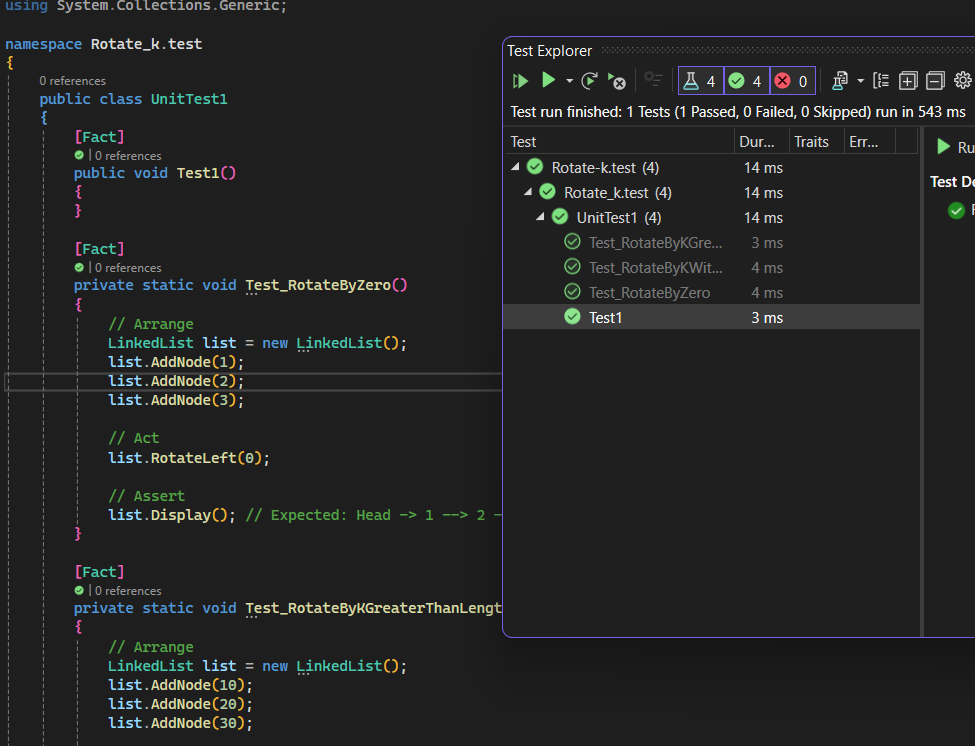 using System.Collections.Generic;
namespace Rotate_k.test
{
0 references
public class UnitTest1
{
[Fact]
| 0 references
public void Test1()
{
}
[Fact]
| 0 references
private static void Test_RotateByZero()
{
// Arrange
LinkedList list = new LinkedList();
list.AddNode(1);
list.AddNode(2);
list.AddNode(3);
// Act
list.RotateLeft(0);
// Assert
list.Display(); // Expected: Head -> 1 --> 2 -
}
[Fact]
| 0 references
private static void Test_RotateByKGreaterThanLengt
{
// Arrange
LinkedList list = new LinkedList();
list.AddNode(10);
list.AddNode(20);
list.AddNode(30);
Test Explorer
4 4 0
Test run finished: 1 Tests (1 Passed, 0 Failed, 0 Skipped) run in 543 ms
Test Dur... Traits Err...
Rotate-k.test (4) 14 ms
Rotate_k.test (4) 14 ms
UnitTest1 (4) 14 ms
Test_RotateByKGre... 3 ms
Test_RotateByKWit... 4 ms
Test_RotateByZero 4 ms
Test1 3 ms
Ru
Test De